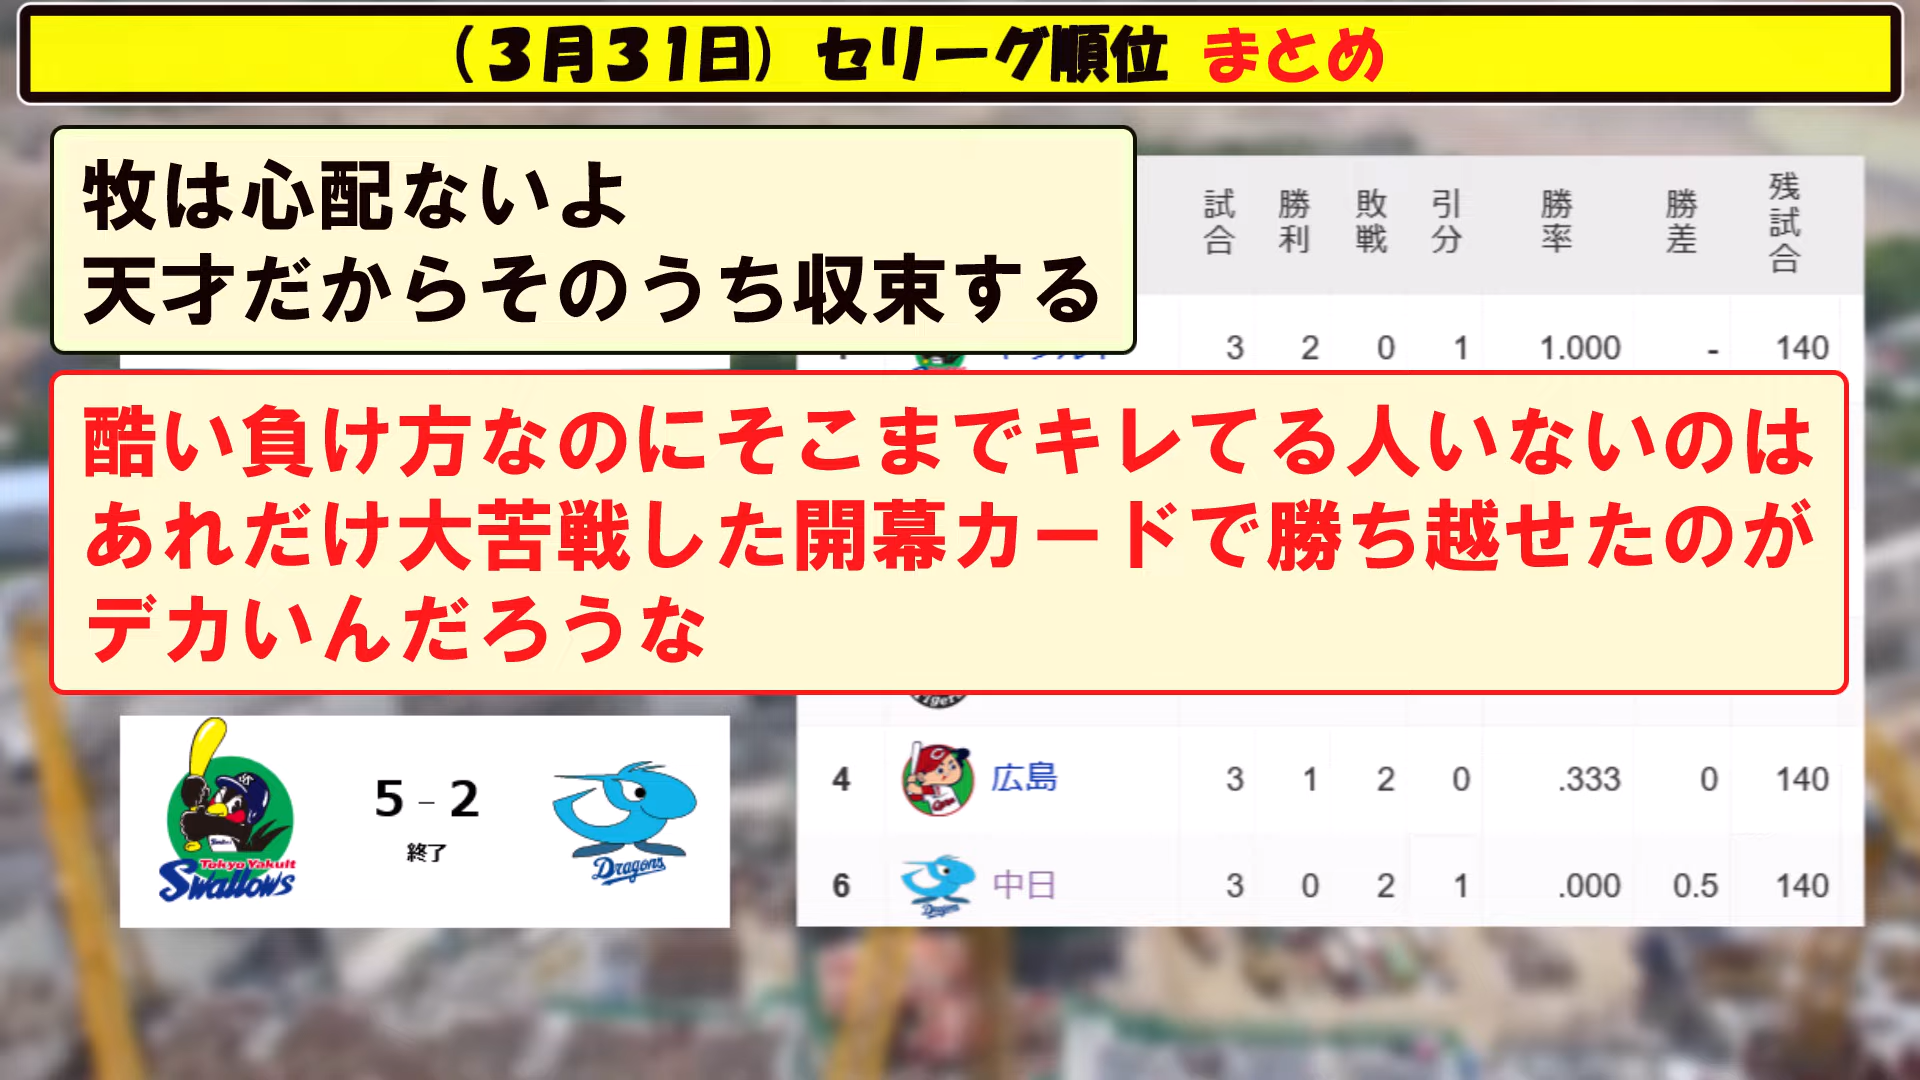 （３月３１日）セリーグ順位 まとめ
牧は心配ないよ
天才だからそのうち収束する
試合 勝利 敗戦 引分 勝率 勝差 残試合
3 2 0 1 1.000 - 140
酷い負け方なのにそこまでキレてる人いないのは
あれだけ大苦戦した開幕カードで勝ち越せたのが
デカいんだろうな
Tigers
5 - 2
終了
Tokyo Yakult
Swallows
Dragons
4 広島 3 1 2 0 .333 0 140
6 Dragons 中日 3 0 2 1 .000 0.5 140